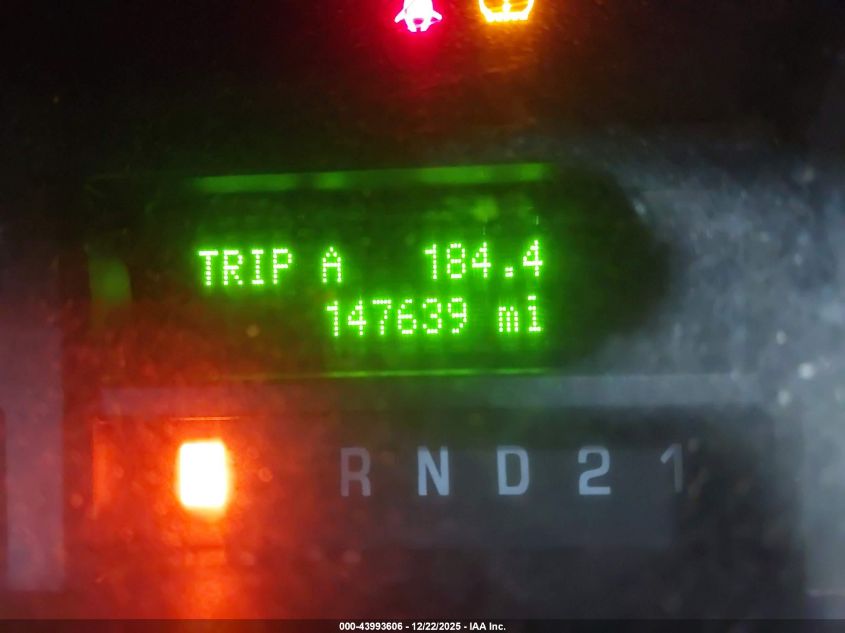 TRIP A 184.4
147639 mi
R N D 2 1
000-43993606 - 12/22/2025 - IAA Inc.